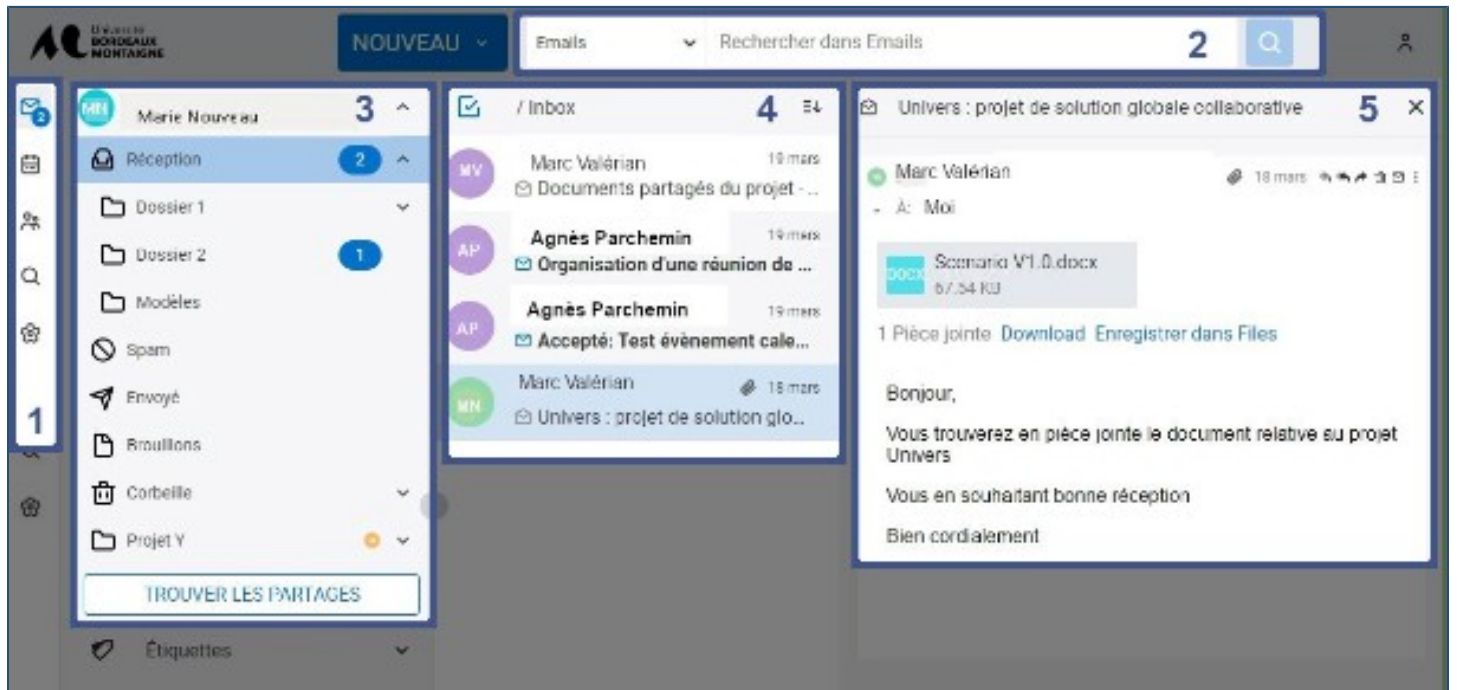 Université
BORDEAUX
MONTAIGNE
NOUVEAU
Emails
Rechercher dans Emails
2
1
2
MN
Marie Nouveau
3
Réception
2
Dossier 1
Dossier 2
1
Modèles
Spam
Envoyé
Brouillons
Corbeille
Projet Y
TROUVER LES PARTAGES
Étiquettes
/ Inbox
4
MV
Marc Valérian
19 mars
Documents partagés du projet - ...
AP
Agnès Parchemin
19 mars
Organisation d'une réunion de ...
AP
Agnès Parchemin
19 mars
Accepté: Test évènement cale...
MN
Marc Valérian
18 mars
Univers : projet de solution glo...
Univers : projet de solution globale collaborative
5
Marc Valérian
18 mars
À: Moi
DOCX
Scenario V1.0.docx
67.54 KB
1 Pièce jointe Download Enregistrer dans Files
Bonjour,
Vous trouverez en pièce jointe le document relative au projet
Univers
Vous en souhaitant bonne réception
Bien cordialement